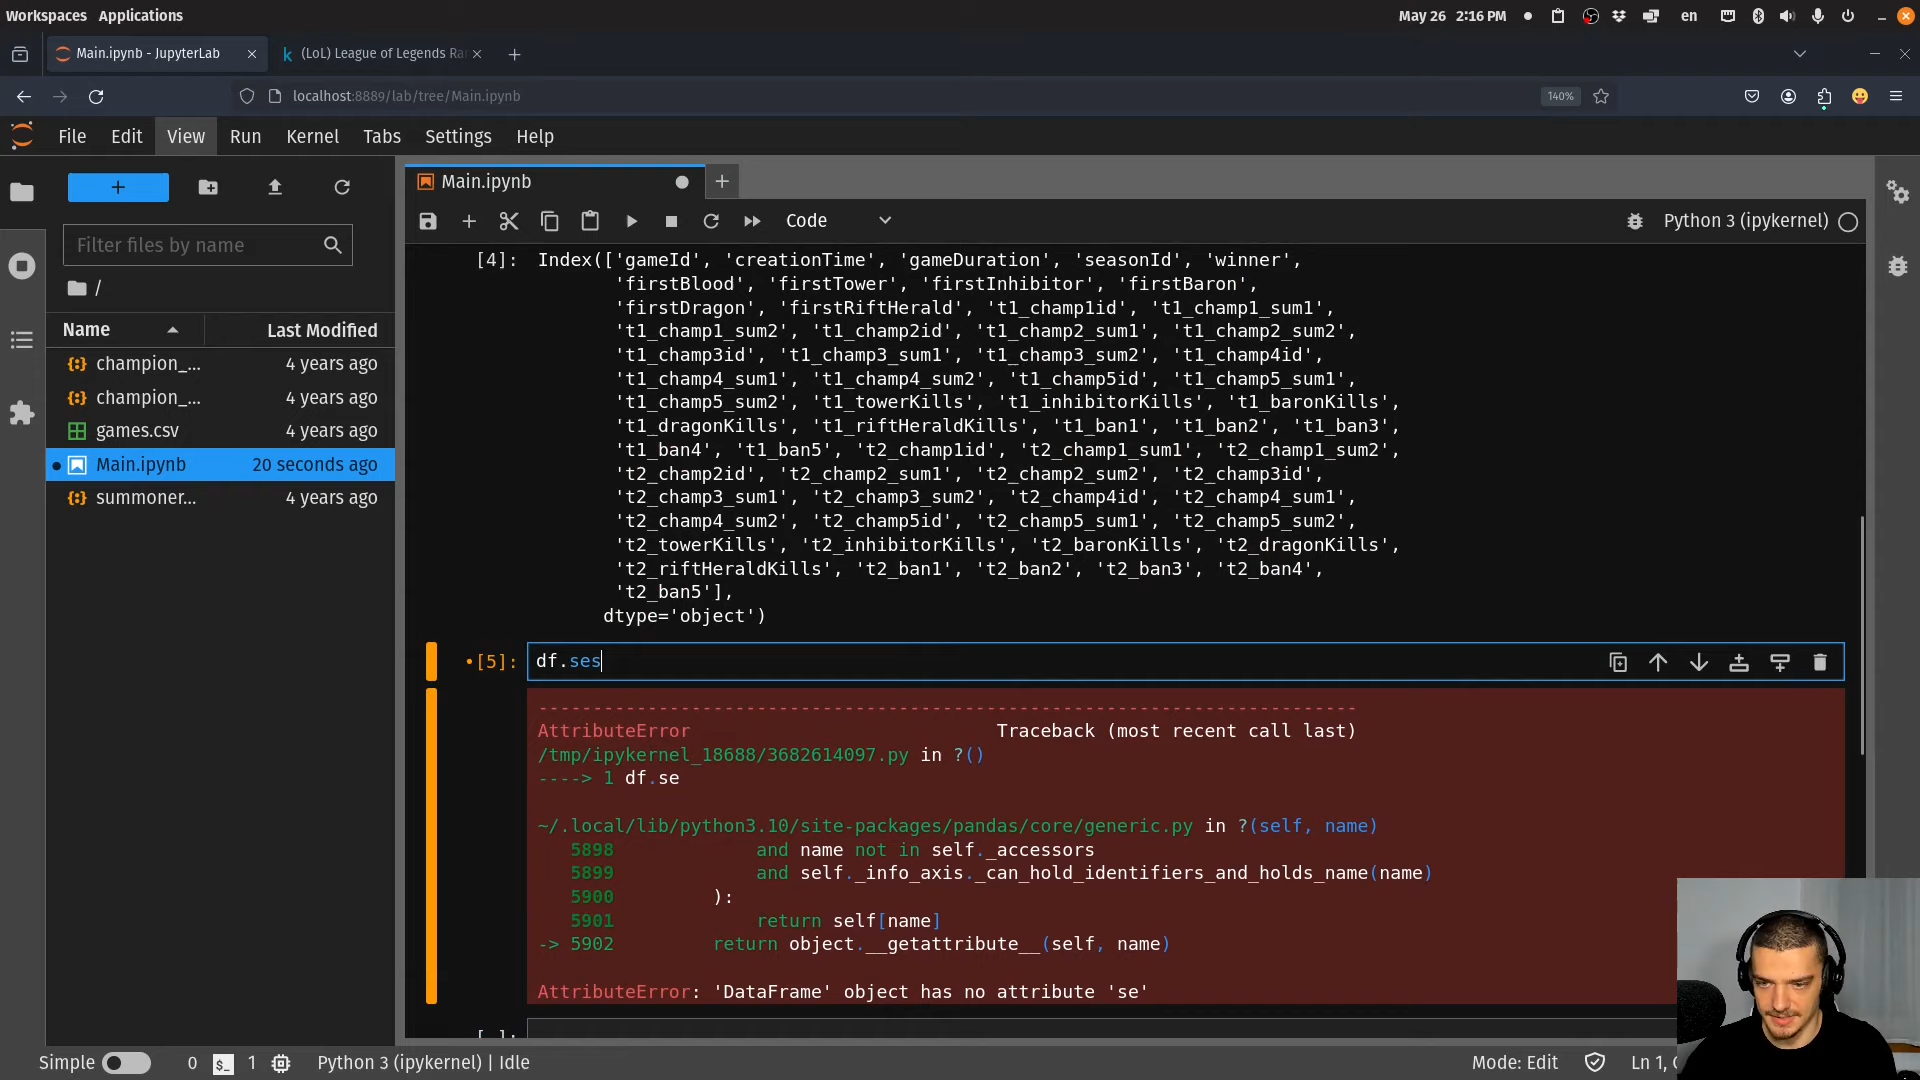 Workspaces Applications May 26 2:16 PM en
Main.ipynb - JupyterLab (LoL) League of Legends Ra
localhost:8889/lab/tree/Main.ipynb 140%
File Edit View Run Kernel Tabs Settings Help
Main.ipynb
Code Python 3 (ipykernel)
Filter files by name
/
Name Last Modified
champion_... 4 years ago
champion_... 4 years ago
games.csv 4 years ago
Main.ipynb 20 seconds ago
summoner... 4 years ago
[4]: Index(['gameId', 'creationTime', 'gameDuration', 'seasonId', 'winner',
'firstBlood', 'firstTower', 'firstInhibitor', 'firstBaron',
'firstDragon', 'firstRiftHerald', 't1_champ1id', 't1_champ1_sum1',
't1_champ1_sum2', 't1_champ2id', 't1_champ2_sum1', 't1_champ2_sum2',
't1_champ3id', 't1_champ3_sum1', 't1_champ3_sum2', 't1_champ4id',
't1_champ4_sum1', 't1_champ4_sum2', 't1_champ5id', 't1_champ5_sum1',
't1_champ5_sum2', 't1_towerKills', 't1_inhibitorKills', 't1_baronKills',
't1_dragonKills', 't1_riftHeraldKills', 't1_ban1', 't1_ban2', 't1_ban3',
't1_ban4', 't1_ban5', 't2_champ1id', 't2_champ1_sum1', 't2_champ1_sum2',
't2_champ2id', 't2_champ2_sum1', 't2_champ2_sum2', 't2_champ3id',
't2_champ3_sum1', 't2_champ3_sum2', 't2_champ4id', 't2_champ4_sum1',
't2_champ4_sum2', 't2_champ5id', 't2_champ5_sum1', 't2_champ5_sum2',
't2_towerKills', 't2_inhibitorKills', 't2_baronKills', 't2_dragonKills',
't2_riftHeraldKills', 't2_ban1', 't2_ban2', 't2_ban3', 't2_ban4',
't2_ban5'],
dtype='object')
•[5]: df.ses
---------------------------------------------------------------------------
AttributeError Traceback (most recent call last)
/tmp/ipykernel_18688/3682614097.py in ?()
----> 1 df.se
~/.local/lib/python3.10/site-packages/pandas/core/generic.py in ?(self, name)
5898 and name not in self._accessors
5899 and self._info_axis._can_hold_identifiers_and_holds_name(name)
5900 ):
5901 return self[name]
-> 5902 return object.__getattribute__(self, name)
AttributeError: 'DataFrame' object has no attribute 'se'
[ ]:
Simple 0 $_ 1 Python 3 (ipykernel) | Idle Mode: Edit Ln 1,